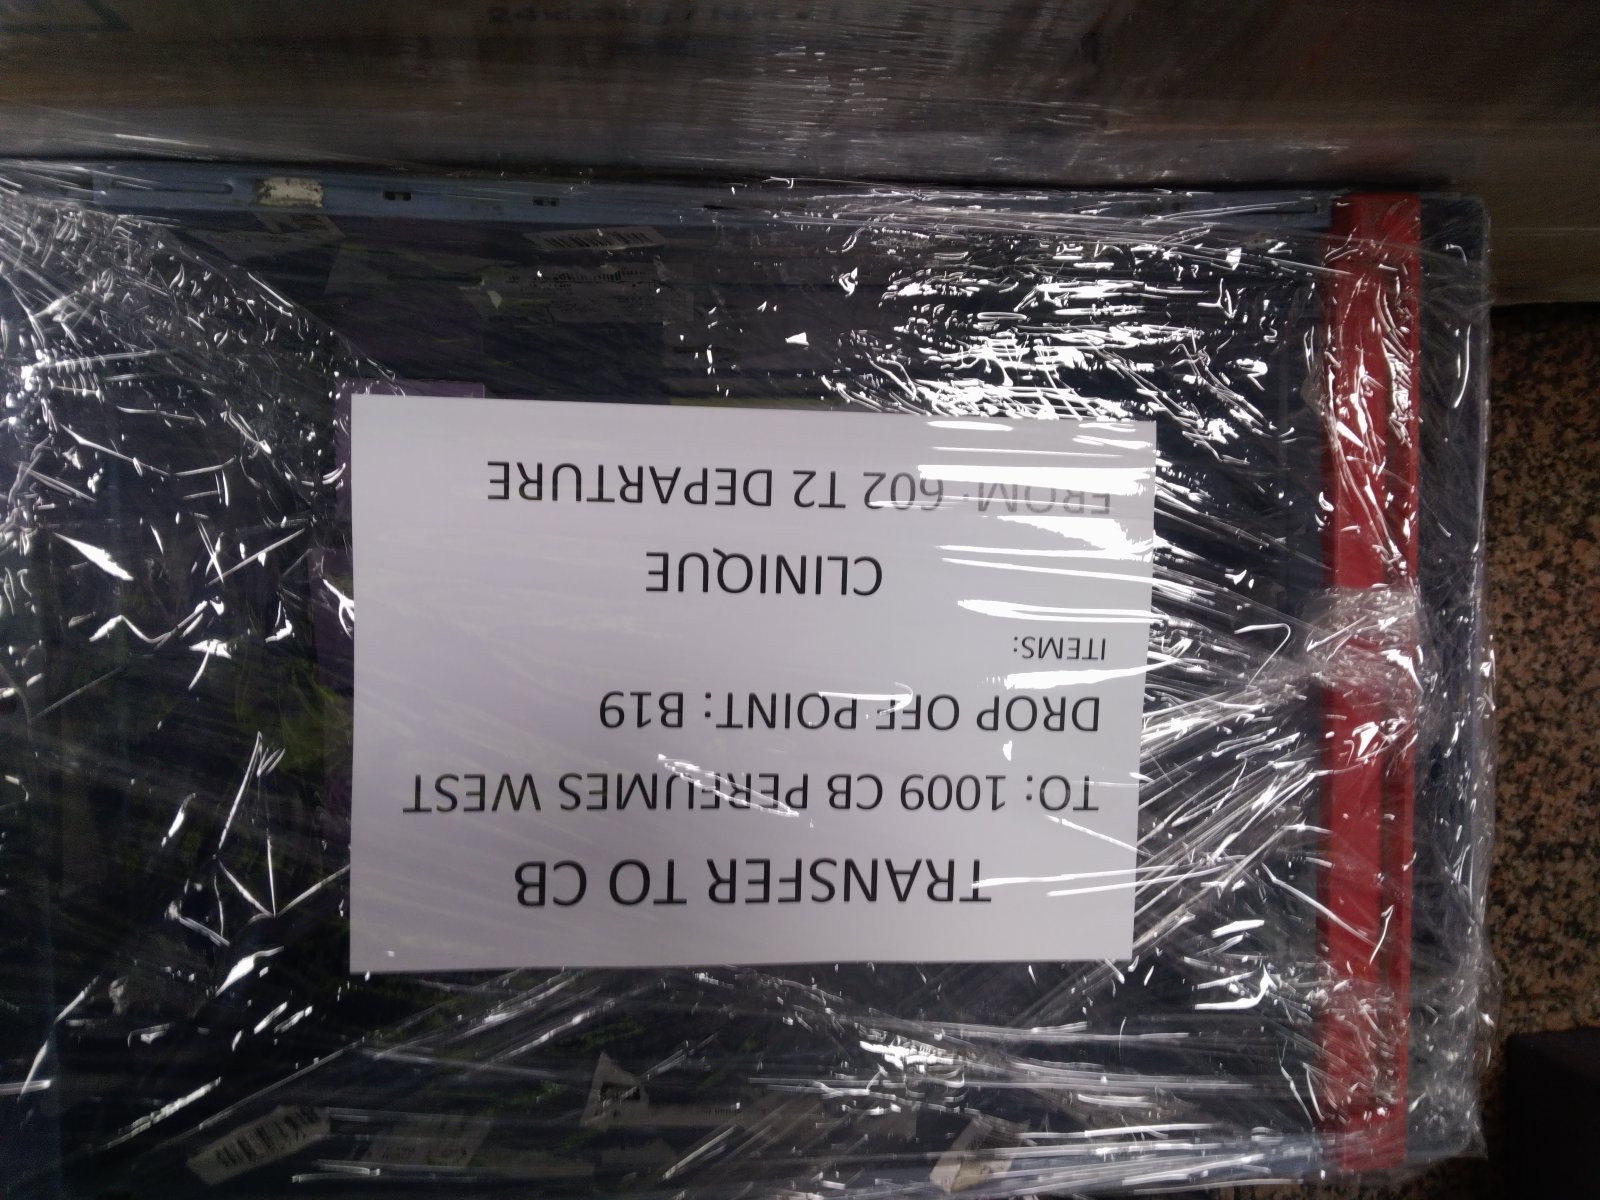 TRANSFER TO CB
TO: 1009 CB PERFUMES WEST
DROP OFF POINT: B19
ITEMS:
CLINIQUE
FROM: 602 T2 DEPARTURE